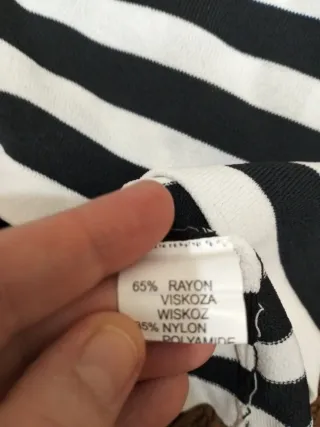 65% RAYON
VISKOZA
WISKOZ
35% NYLON
POLYAMIDE